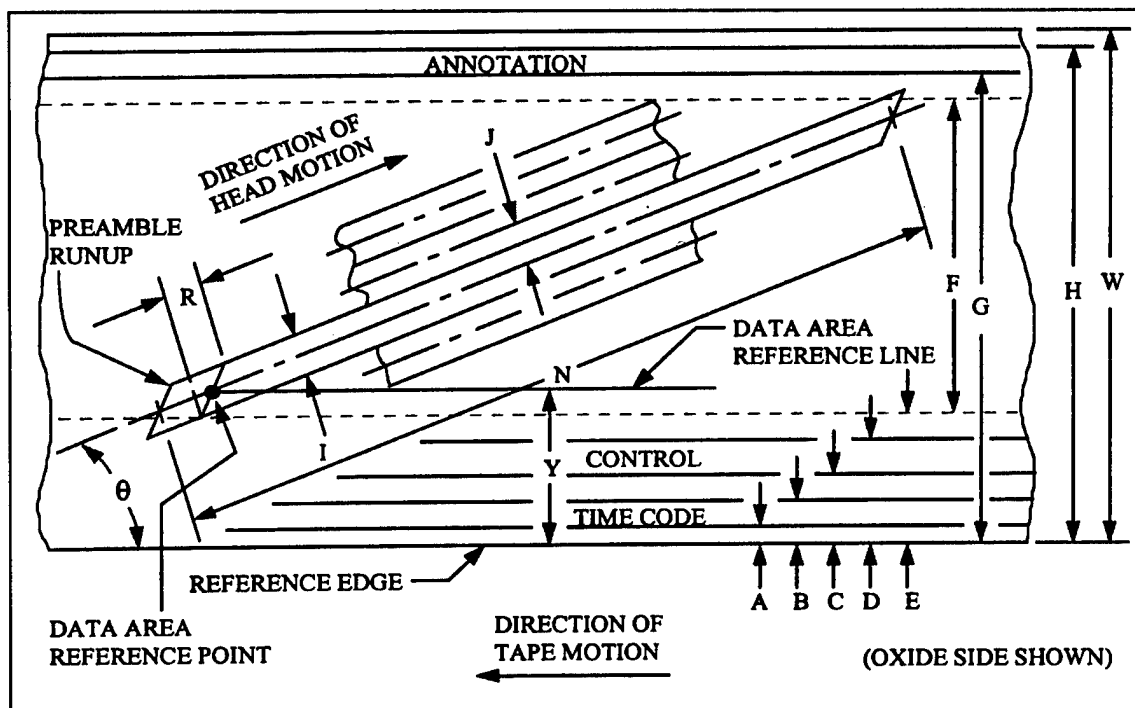 ANNOTATION
DIRECTION OF
HEAD MOTION
J
PREAMBLE
RUNUP
R
F
G
H
W
DATA AREA
REFERENCE LINE
N
I
Y
CONTROL
θ
TIME CODE
REFERENCE EDGE
A
B
C
D
E
DATA AREA
REFERENCE POINT
DIRECTION OF
TAPE MOTION
(OXIDE SIDE SHOWN)